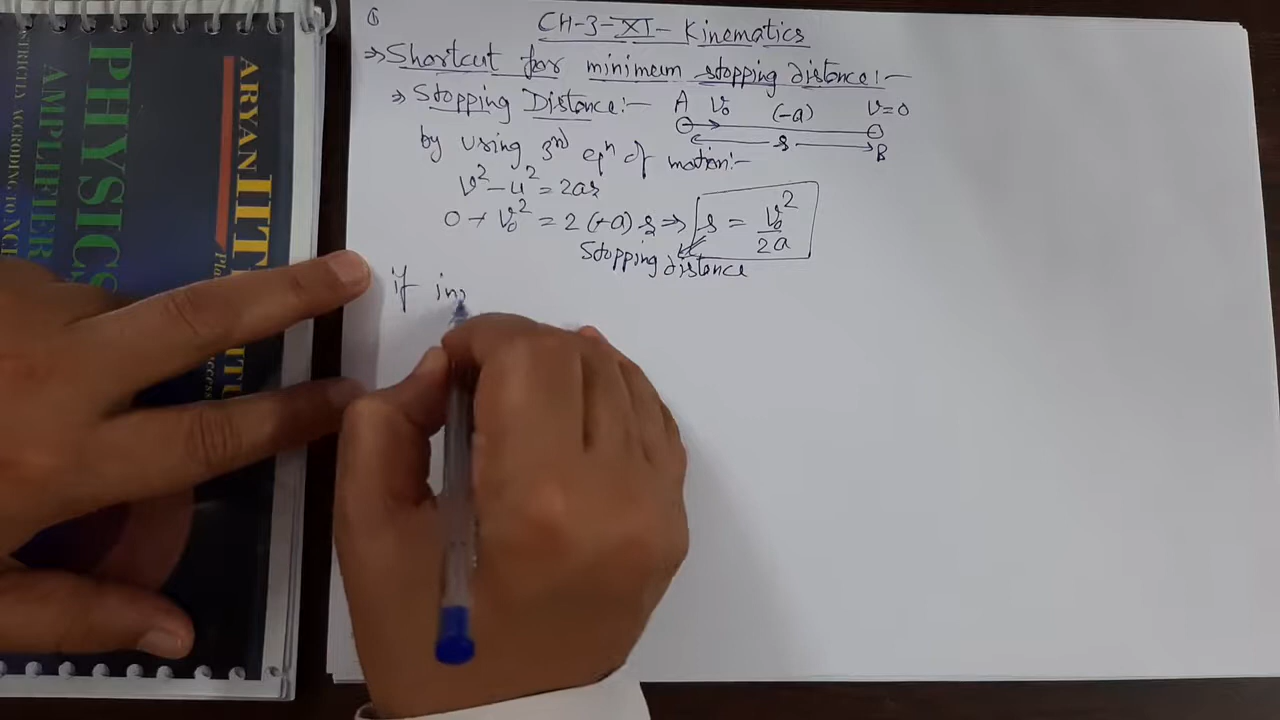 CH-3-XI- Kinematics
⇒ Shortcut for minimum stopping distance:-
⇒ Stopping Distance:- A V₀ (-a) V=0
by using 3rd eqn of motion:- s B
V² - u² = 2as
0 - V₀² = 2(-a)s ⇒ s = V₀²/2a
Stopping distance
if in
PHYSICS
AMPLIFIER
ARYAN IIT